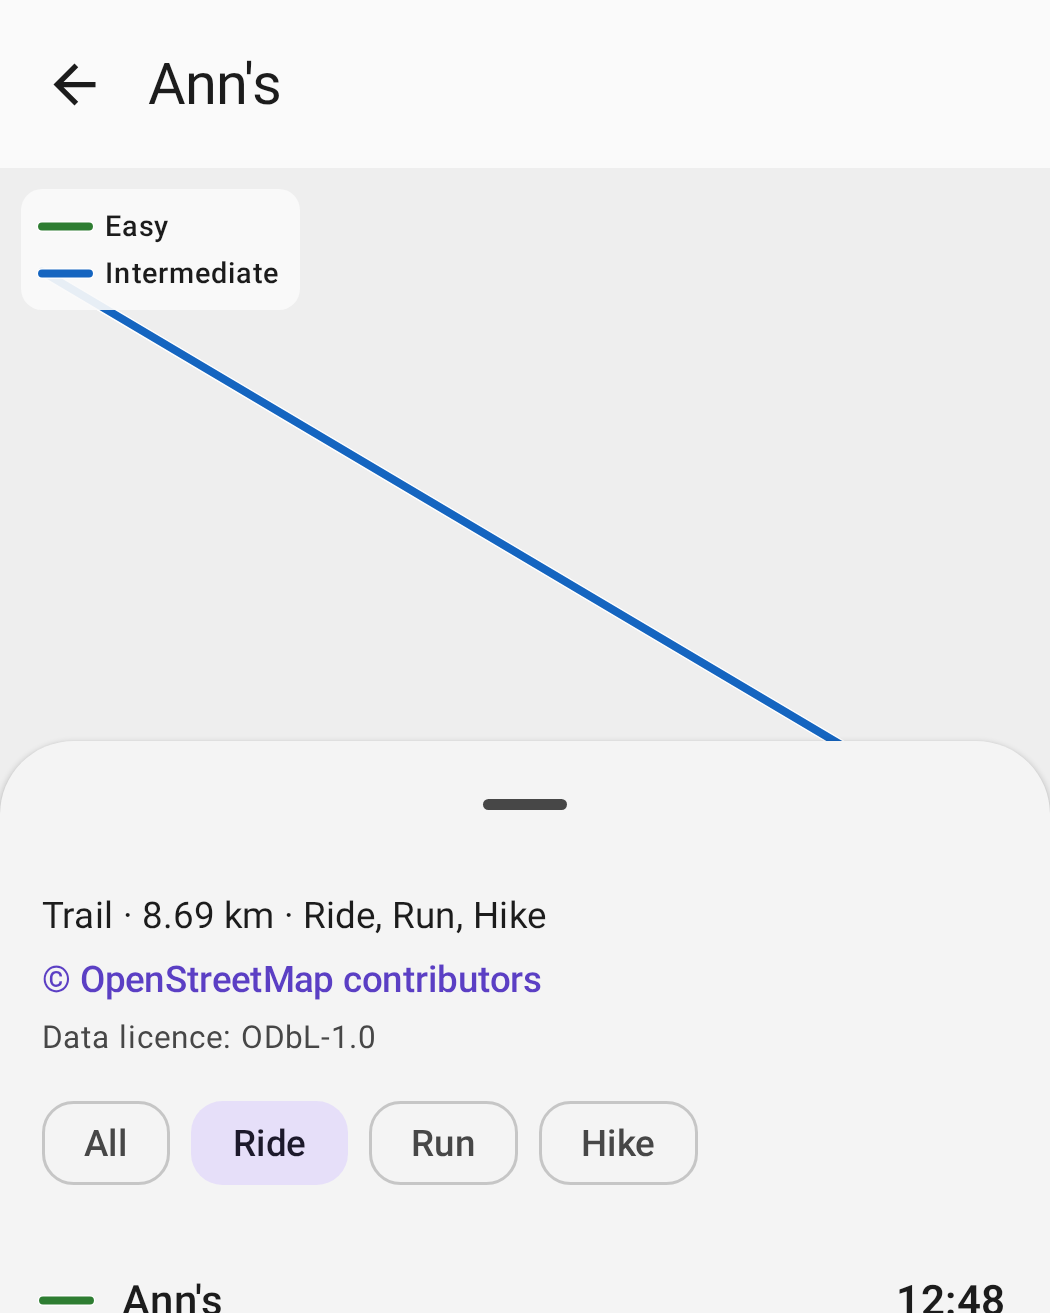 Ann's
Easy
Intermediate
Trail · 8.69 km · Ride, Run, Hike
© OpenStreetMap contributors
Data licence: ODbL-1.0
All Ride Run Hike
Ann's 12:48